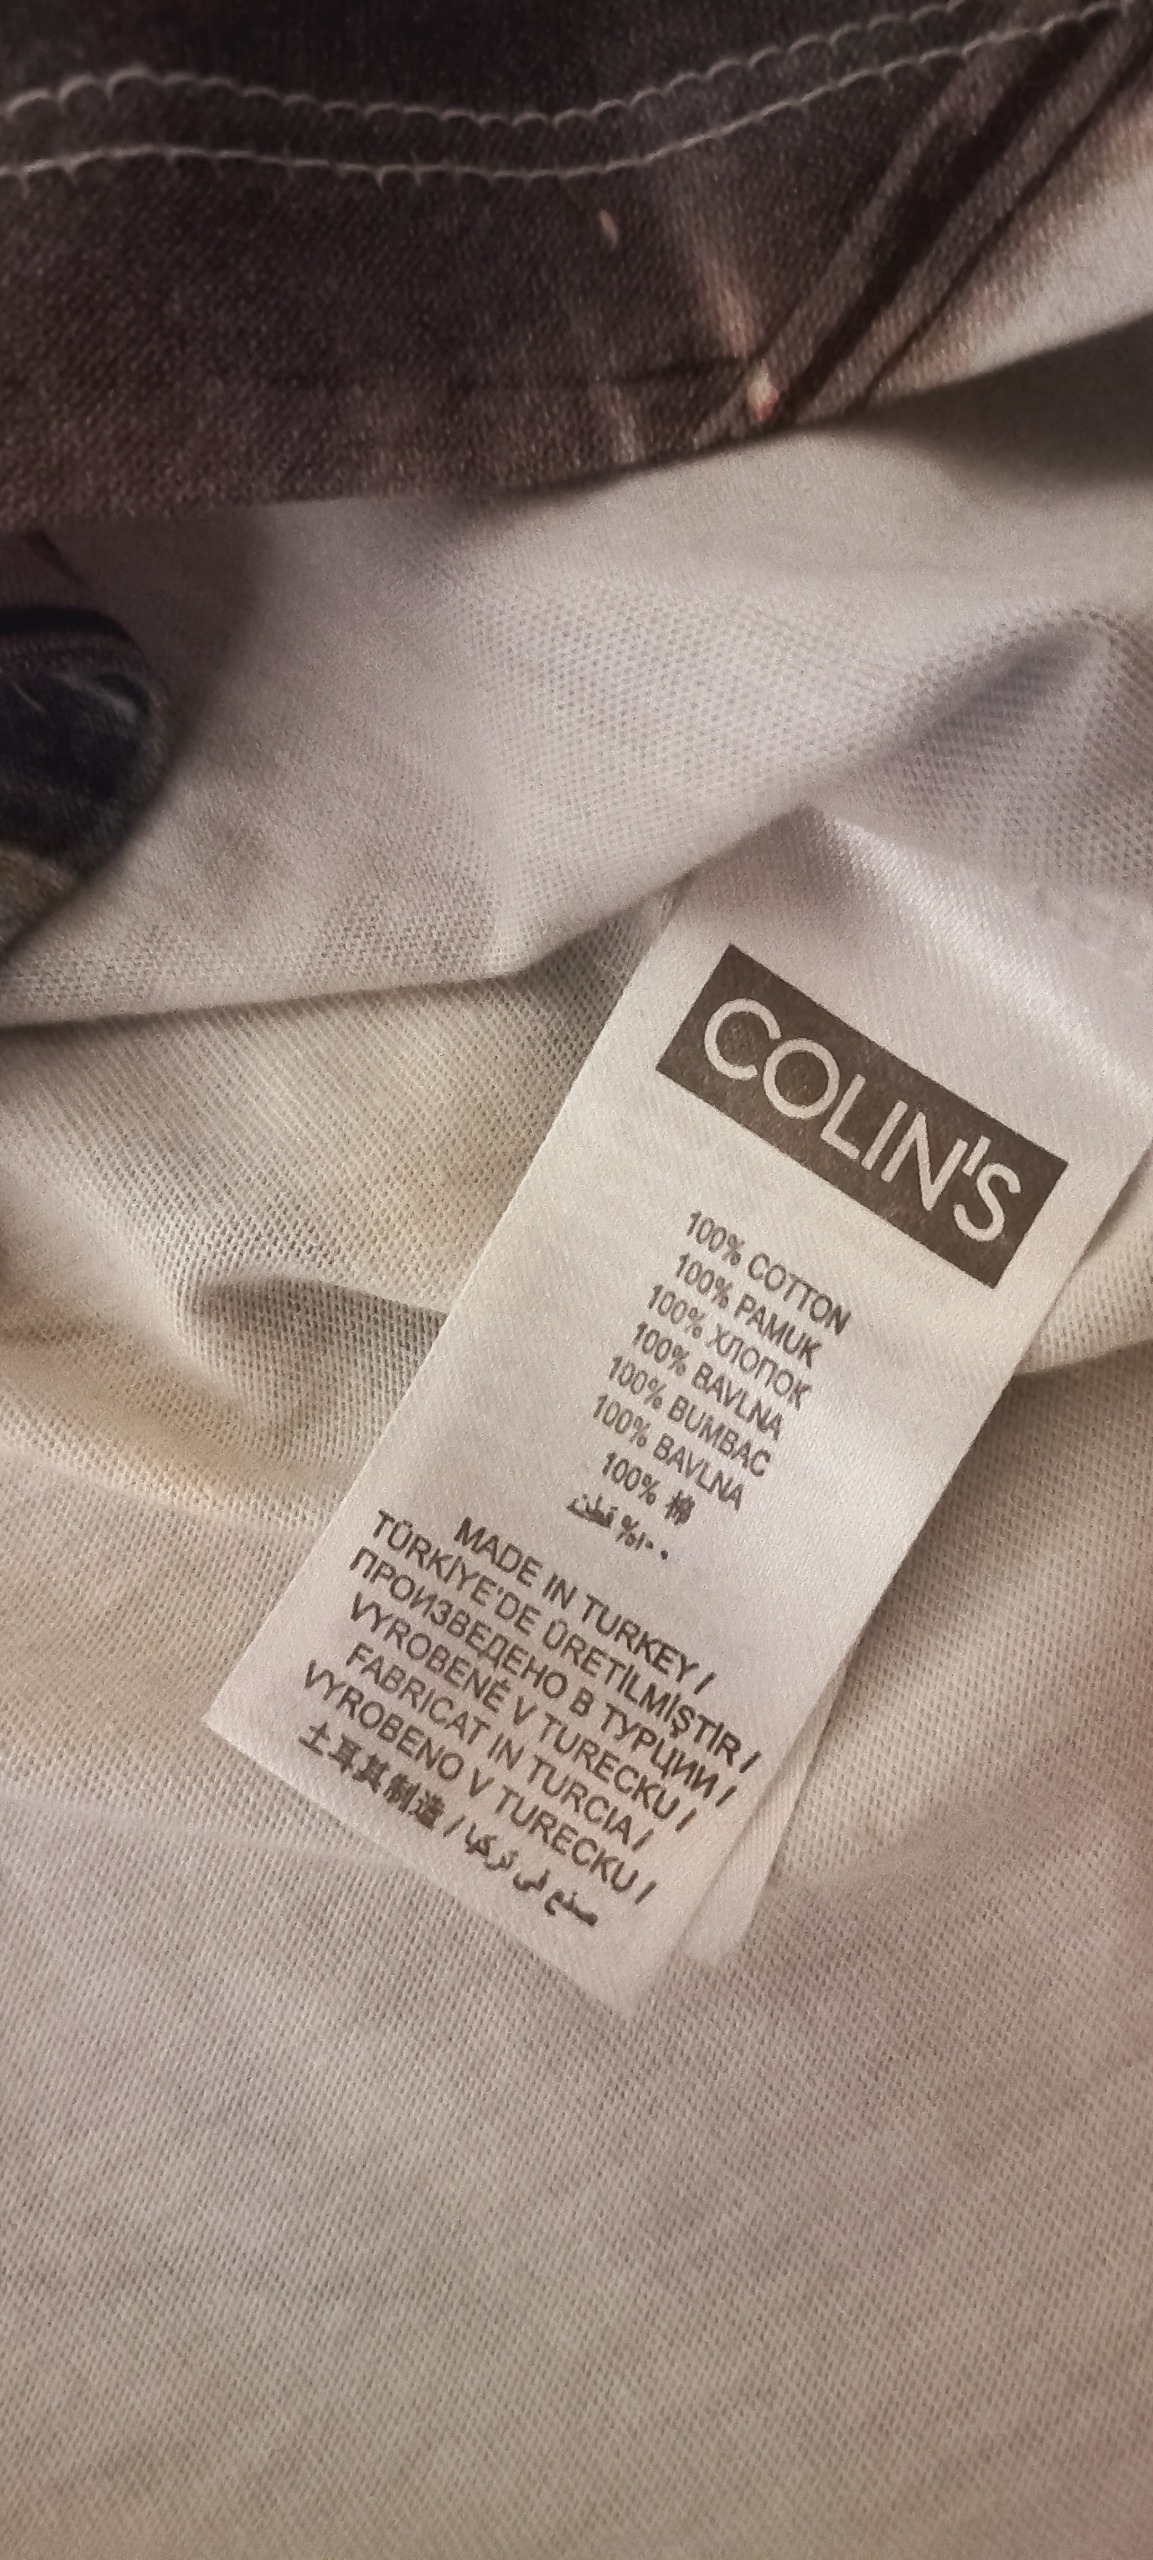 COLIN'S
100% COTTON
100% PAMUK
100% ХЛОПОК
100% BAVLNA
100% BUMBAC
100% BAVLNA
100% 棉
١٠٠% قطن
MADE IN TURKEY /
TÜRKİYE'DE ÜRETİLMİŞTİR /
ПРОИЗВЕДЕНО В ТУРЦИИ /
VYROBENÉ V TURECKU /
FABRICAT IN TURCIA /
VYROBENO V TURECKU /
土耳其制造 / صنع في تركيا